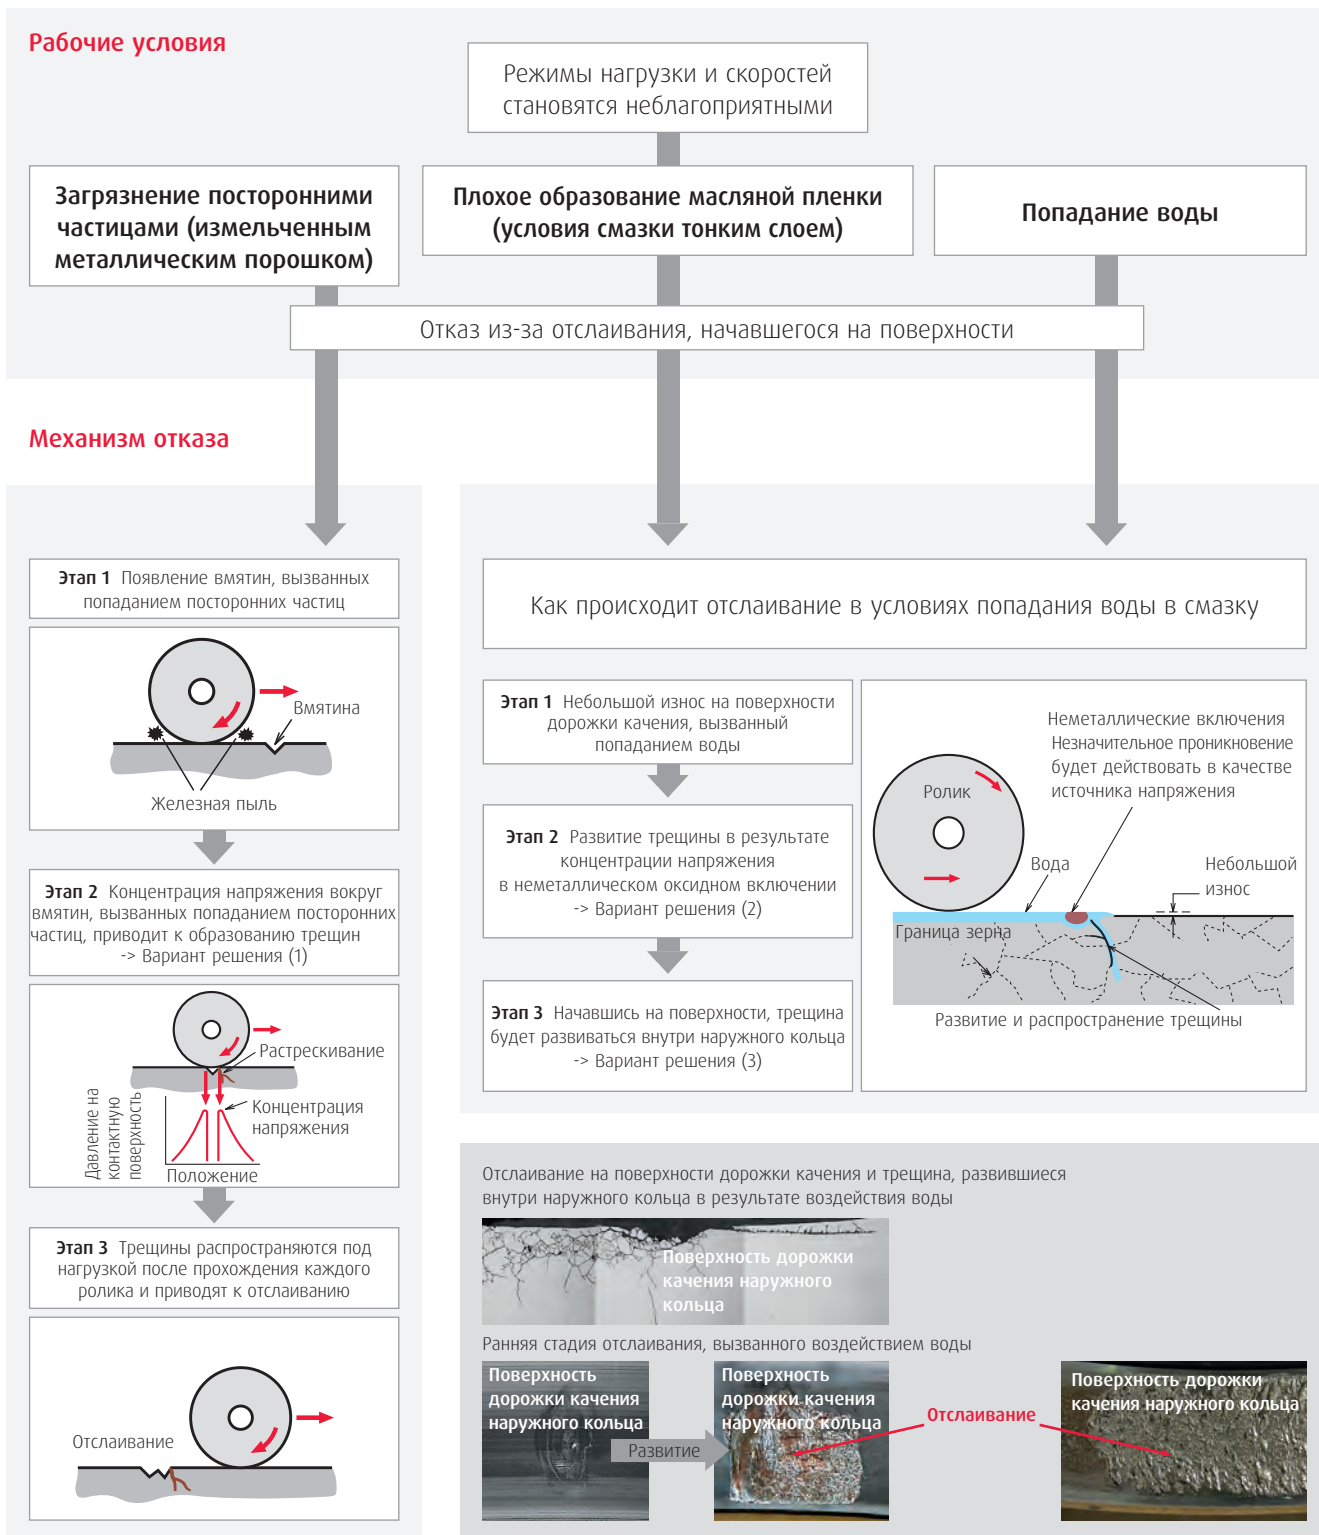 Рабочие условия
Режимы нагрузки и скоростей
становятся неблагоприятными
Загрязнение посторонними
частицами (измельченным
металлическим порошком)
Плохое образование масляной пленки
(условия смазки тонким слоем)
Попадание воды
Отказ из-за отслаивания, начавшегося на поверхности
Механизм отказа
Этап 1 Появление вмятин, вызванных
попаданием посторонних частиц
Вмятина
Железная пыль
Этап 2 Концентрация напряжения вокруг
вмятин, вызванных попаданием посторонних
частиц, приводит к образованию трещин
-> Вариант решения (1)
Растрескивание
Концентрация
напряжения
Давление на
контактную
поверхность
Положение
Этап 3 Трещины распространяются под
нагрузкой после прохождения каждого
ролика и приводят к отслаиванию
Отслаивание
Как происходит отслаивание в условиях попадания воды в смазку
Этап 1 Небольшой износ на поверхности
дорожки качения, вызванный
попаданием воды
Этап 2 Развитие трещины в результате
концентрации напряжения
в неметаллическом оксидном включении
-> Вариант решения (2)
Этап 3 Начавшись на поверхности, трещина
будет развиваться внутри наружного кольца
-> Вариант решения (3)
Неметаллические включения
Незначительное проникновение
будет действовать в качестве
источника напряжения
Ролик
Вода
Небольшой
износ
Граница зерна
Развитие и распространение трещины
Отслаивание на поверхности дорожки качения и трещина, развившиеся
внутри наружного кольца в результате воздействия воды
Поверхность дорожки
качения наружного
кольца
Ранняя стадия отслаивания, вызванного воздействием воды
Поверхность
дорожки качения
наружного кольца
Развитие
Поверхность
дорожки качения
наружного кольца
Отслаивание
Поверхность дорожки
качения наружного кольца